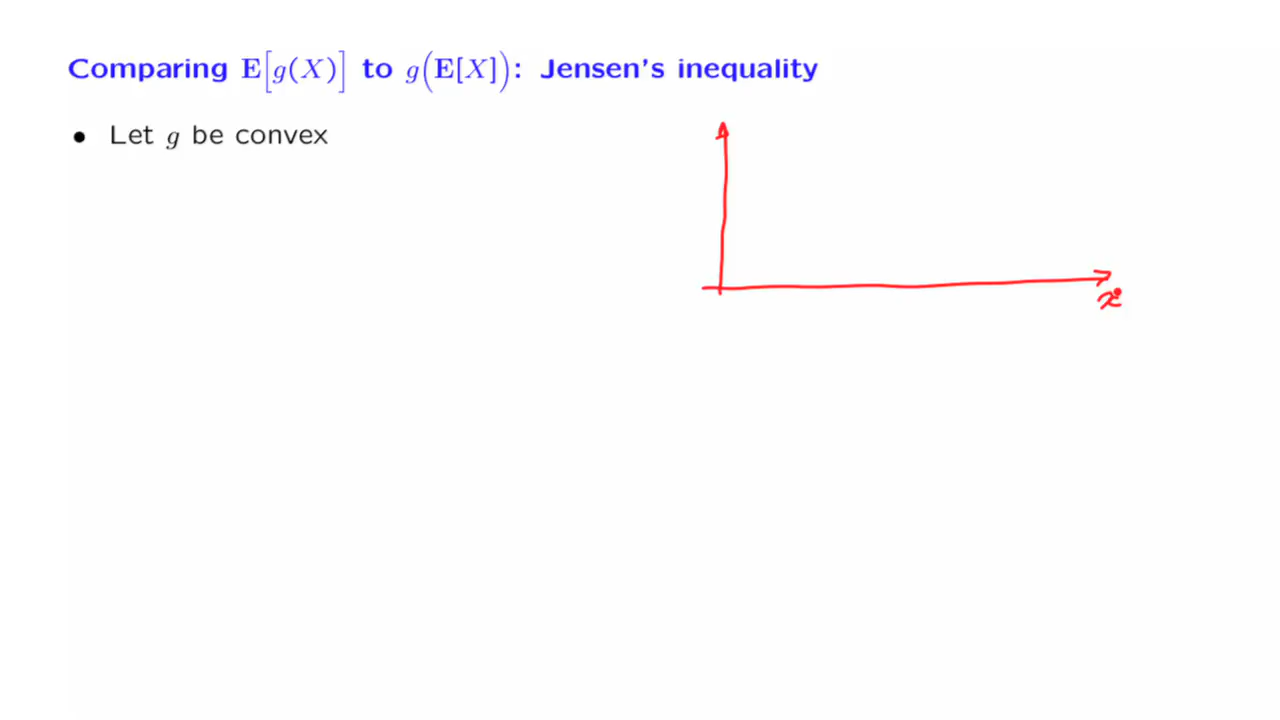 Comparing E[g(X)] to g(E[X]): Jensen's inequality
• Let g be convex
x